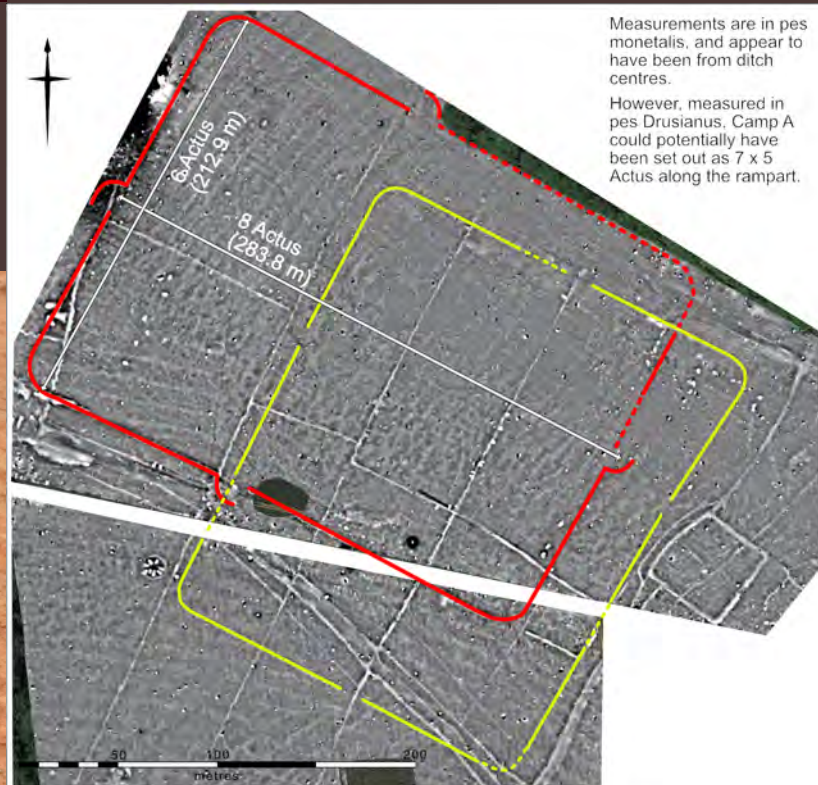 Measurements are in pes
monetalis, and appear to
have been from ditch
centres.
However, measured in
pes Drusianus, Camp A
could potentially have
been set out as 7 x 5
Actus along the rampart.
6 Actus
(212.9 m)
8 Actus
(283.8 m)
50 100 200
metres